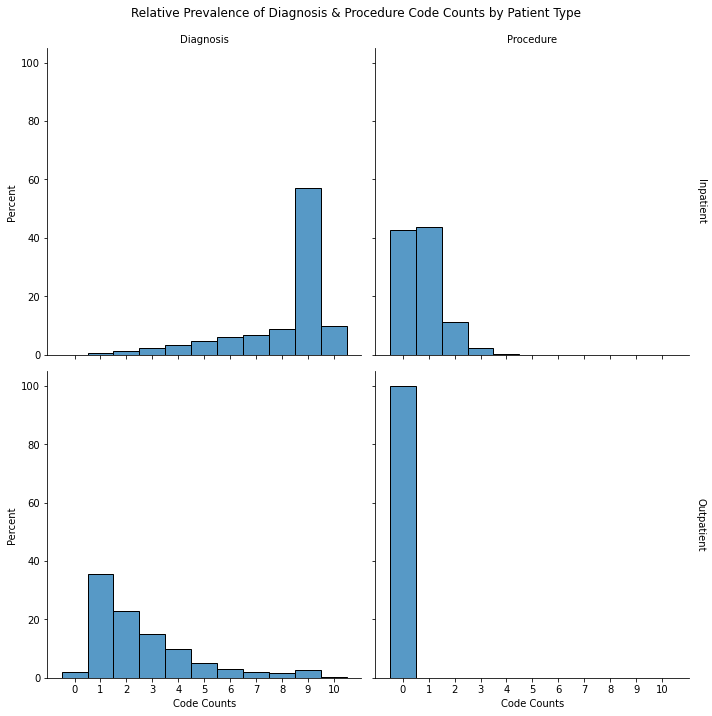 Relative Prevalence of Diagnosis & Procedure Code Counts by Patient Type
Diagnosis
Procedure
100
80
60
40
20
0
Percent
Inpatient
100
80
60
40
20
0
Percent
Outpatient
0 1 2 3 4 5 6 7 8 9 10
0 1 2 3 4 5 6 7 8 9 10
Code Counts
Code Counts